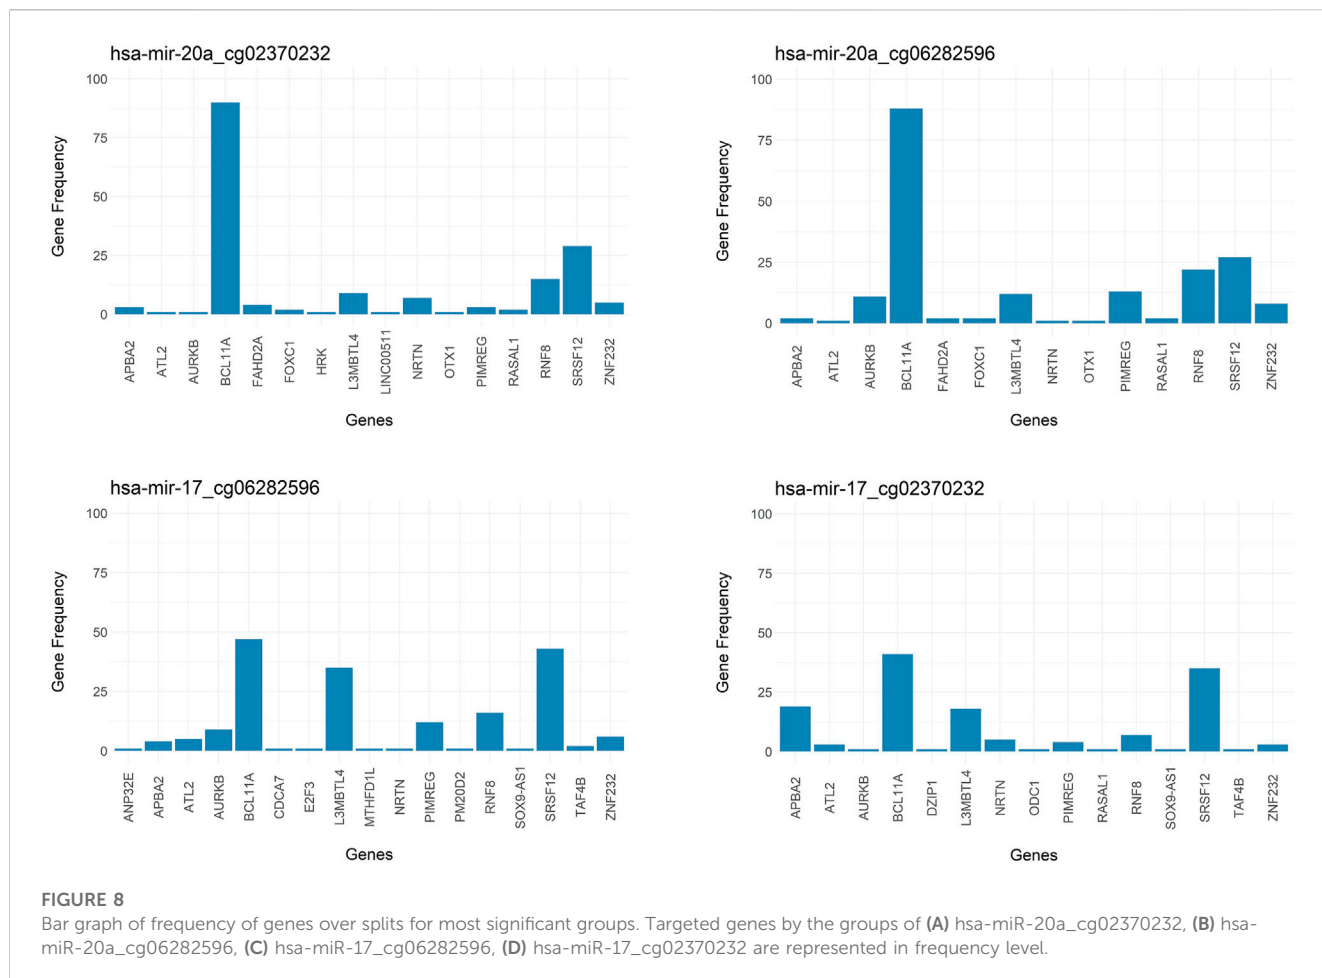 hsa-mir-20a_cg02370232
Gene Frequency
100
75
50
25
0
APBA2
ATL2
AURKB
BCL11A
FAHD2A
FOXC1
HRK
L3MBTL4
LINC00511
NRTN
OTX1
PIMREG
RASAL1
RNF8
SRSF12
ZNF232
Genes
hsa-mir-20a_cg06282596
Gene Frequency
100
75
50
25
0
APBA2
ATL2
AURKB
BCL11A
FAHD2A
FOXC1
L3MBTL4
NRTN
OTX1
PIMREG
RASAL1
RNF8
SRSF12
ZNF232
Genes
hsa-mir-17_cg06282596
Gene Frequency
100
75
50
25
0
ANP32E
APBA2
ATL2
AURKB
BCL11A
CDCA7
E2F3
L3MBTL4
MTHFD1L
NRTN
PIMREG
PM20D2
RNF8
SOX9-AS1
SRSF12
TAF4B
ZNF232
Genes
hsa-mir-17_cg02370232
Gene Frequency
100
75
50
25
0
APBA2
ATL2
AURKB
BCL11A
DZIP1
L3MBTL4
NRTN
ODC1
PIMREG
RASAL1
RNF8
SOX9-AS1
SRSF12
TAF4B
ZNF232
Genes
FIGURE 8
Bar graph of frequency of genes over splits for most significant groups. Targeted genes by the groups of (A) hsa-miR-20a_cg02370232, (B) hsa-
miR-20a_cg06282596, (C) hsa-miR-17_cg06282596, (D) hsa-miR-17_cg02370232 are represented in frequency level.